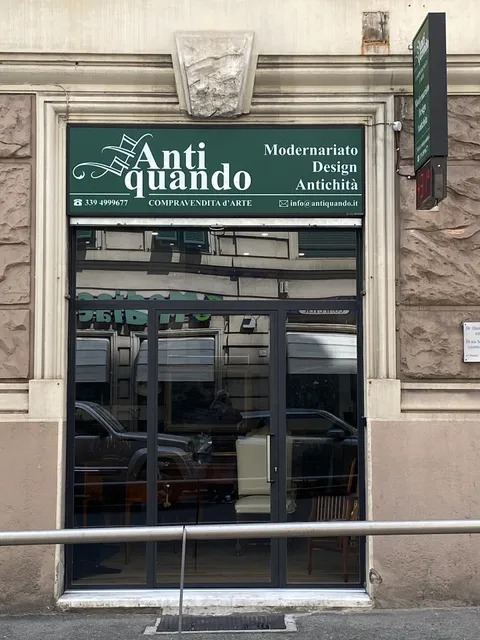 Anti
quando
Modernariato
Design
Antichità
339 4999677
COMPRAVENDITA d'ARTE
info@antiquando.it